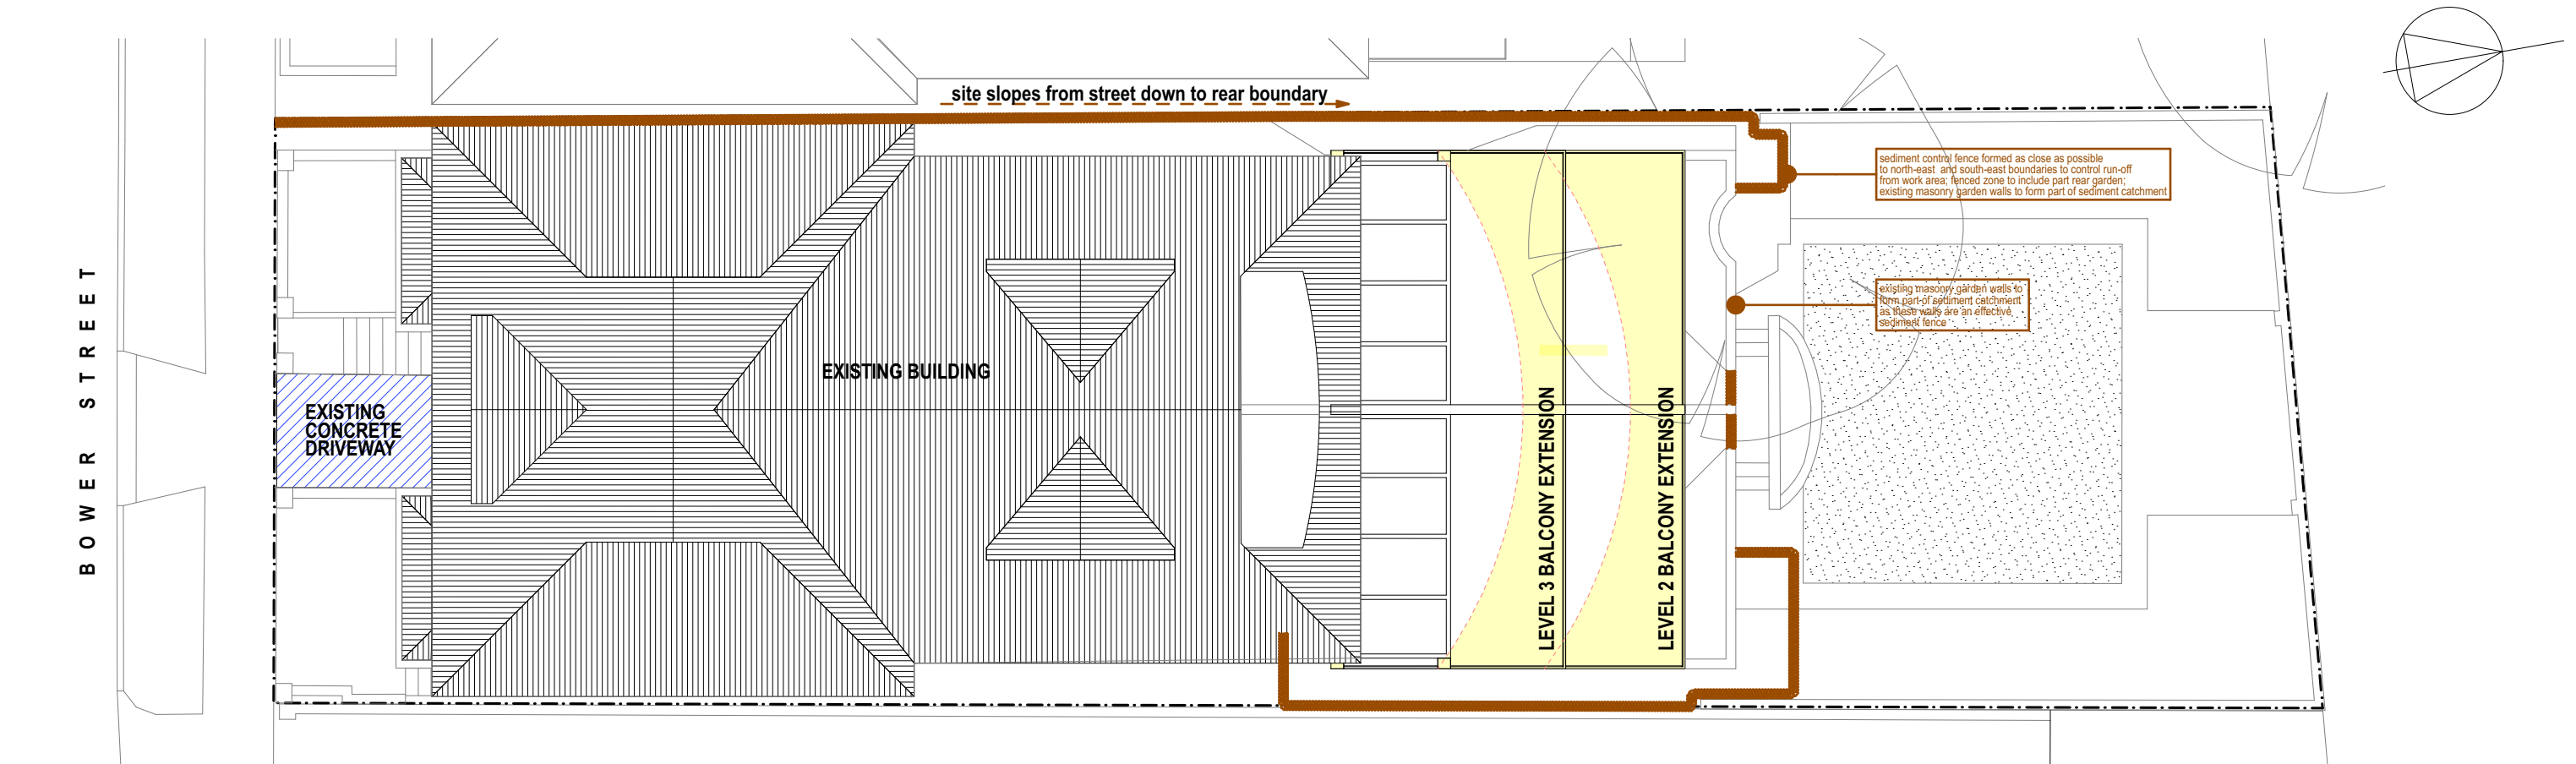 site slopes from street down to rear boundary
sediment control fence formed as close as possible
to north-east and south-east boundaries to control run-off
from work area; fenced zone to include part rear garden;
existing masonry garden walls to form part of sediment catchment
existing masonry garden walls to
form part of sediment catchment
as these walls are an effective
sediment fence
BOWER STREET
EXISTING BUILDING
EXISTING
CONCRETE
DRIVEWAY
LEVEL 3 BALCONY EXTENSION
LEVEL 2 BALCONY EXTENSION